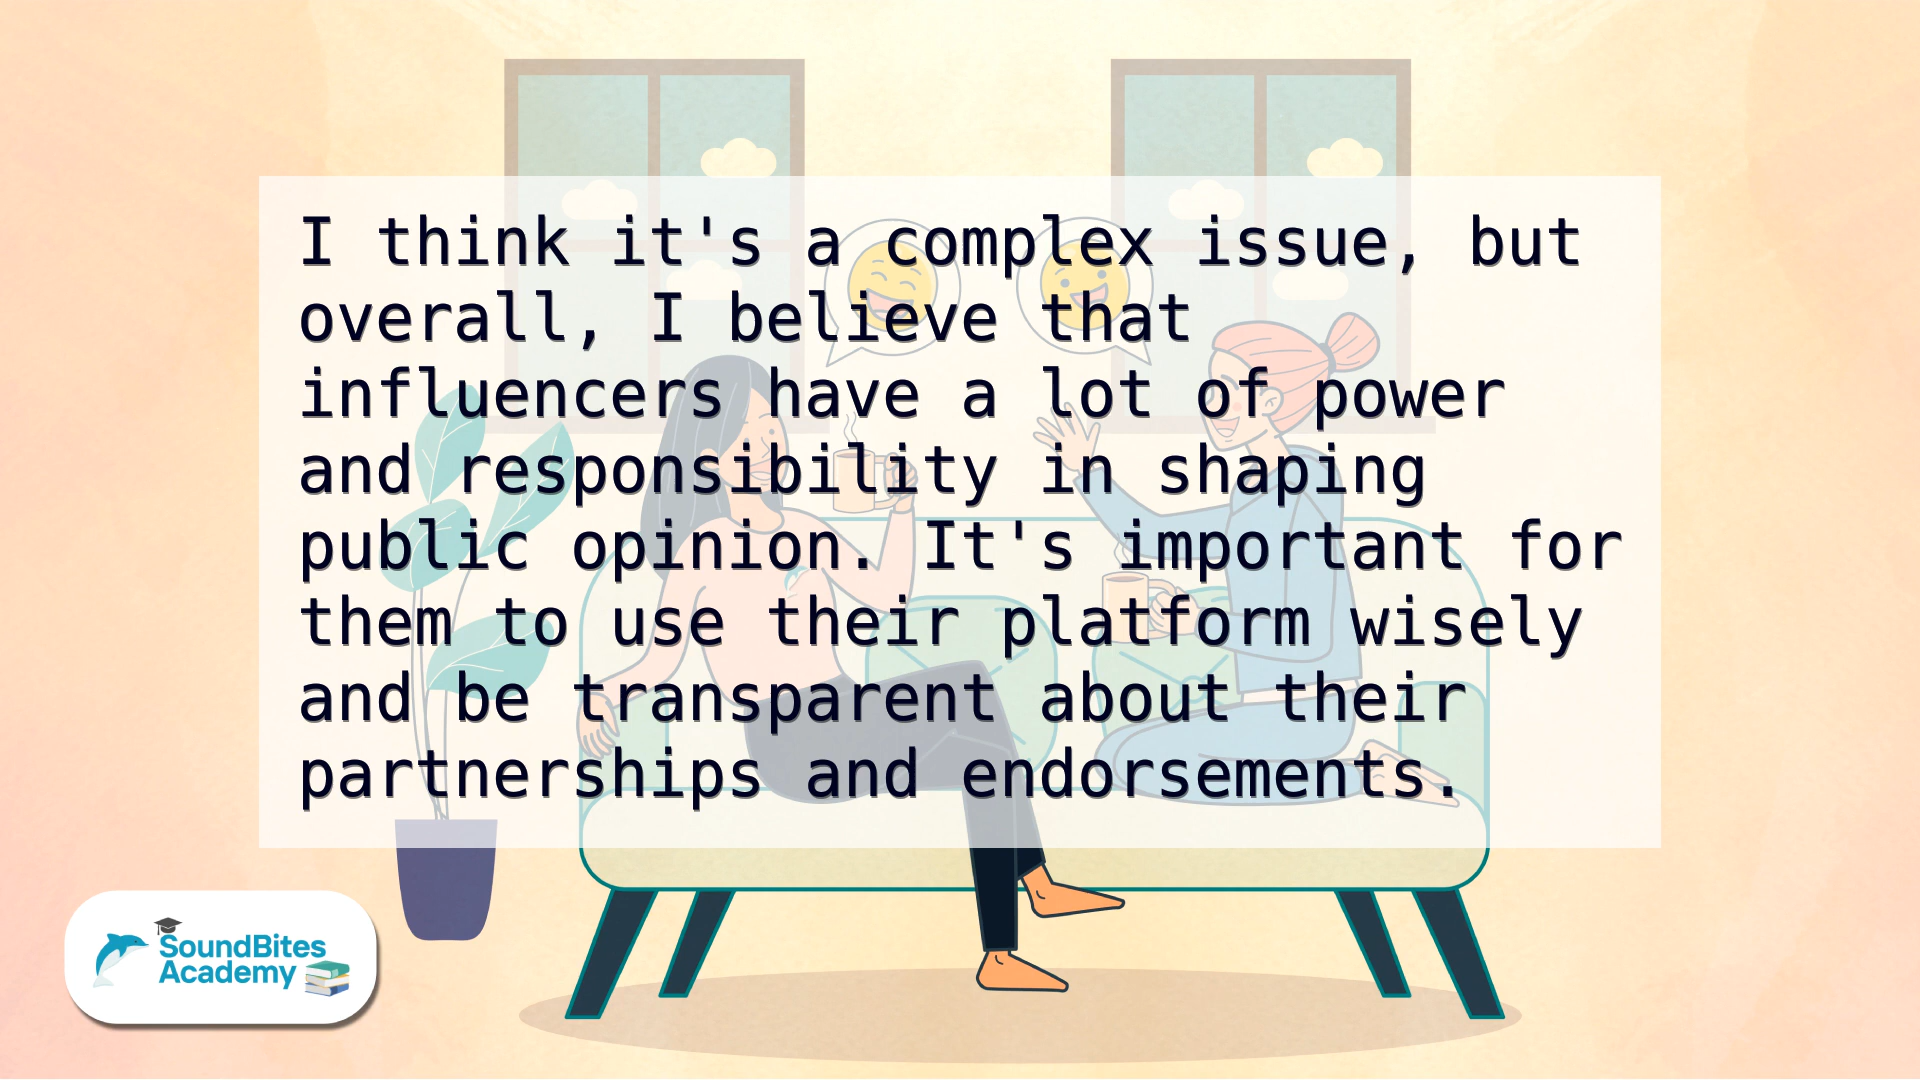 I think it's a complex issue, but
overall, I believe that
influencers have a lot of power
and responsibility in shaping
public opinion. It's important for
them to use their platform wisely
and be transparent about their
partnerships and endorsements.
SoundBites
Academy